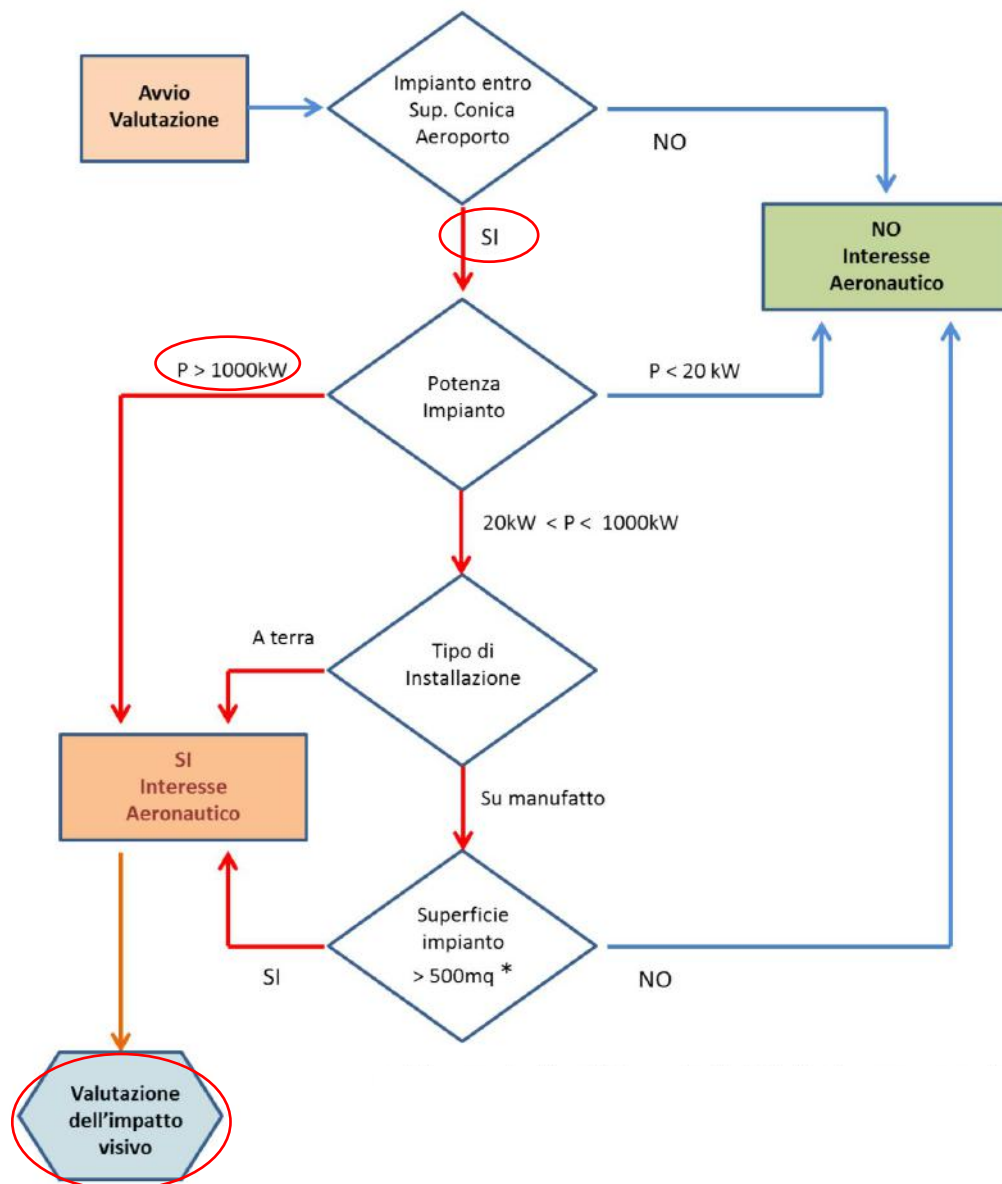 Avvio
Valutazione
Impianto entro
Sup. Conica
Aeroporto
NO
SI
NO
Interesse
Aeronautico
P > 1000kW
Potenza
Impianto
P < 20 kW
20kW < P < 1000kW
A terra
Tipo di
Installazione
SI
Interesse
Aeronautico
Su manufatto
Superficie
impianto
> 500mq *
SI
NO
Valutazione
dell'impatto
visivo